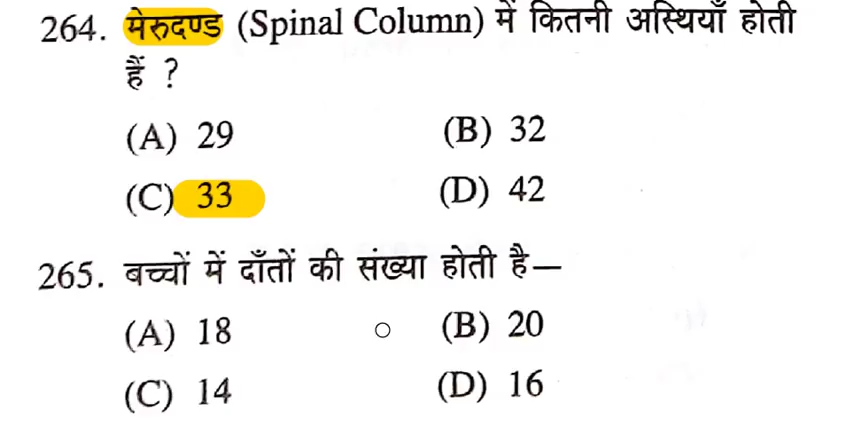 264. मेरुदण्ड (Spinal Column) में कितनी अस्थियाँ होती
हैं ?
(A) 29 (B) 32
(C) 33 (D) 42
265. बच्चों में दाँतों की संख्या होती है—
(A) 18 (B) 20
(C) 14 (D) 16